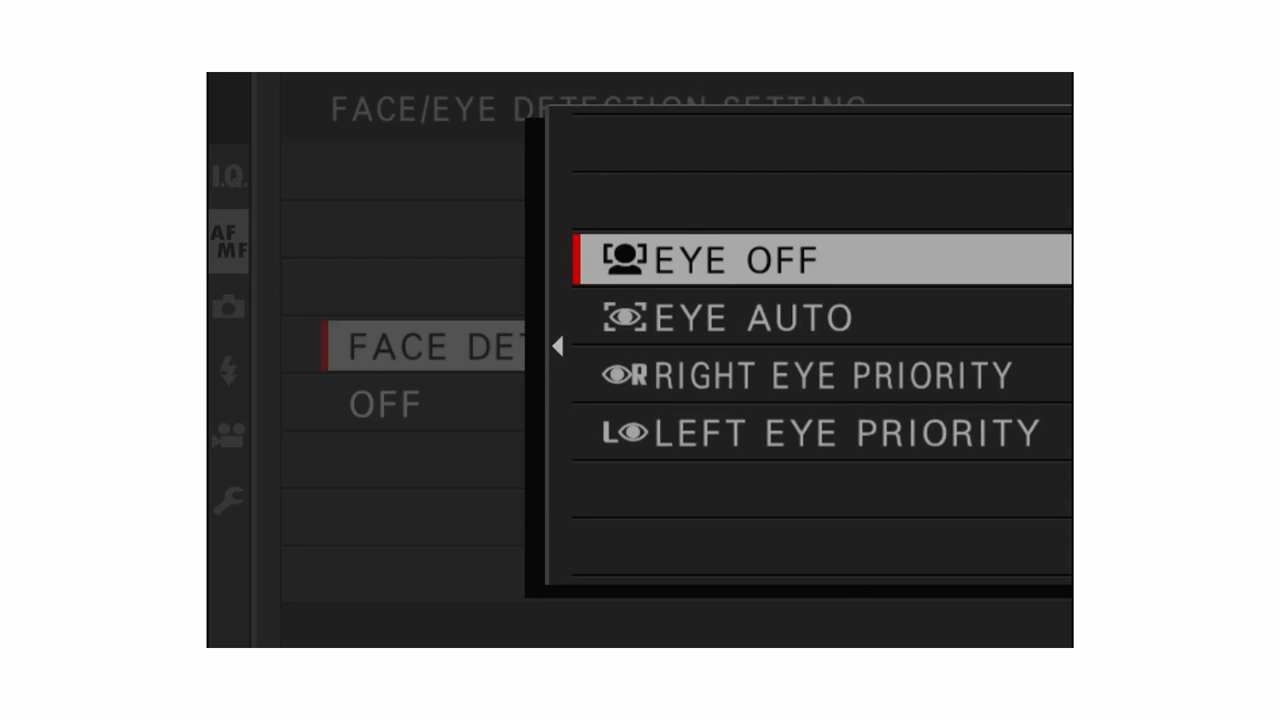 FACE/EYE DETECTION SETTING
I.Q.
AF
MF
FACE DET
OFF
EYE OFF
EYE AUTO
R RIGHT EYE PRIORITY
L LEFT EYE PRIORITY